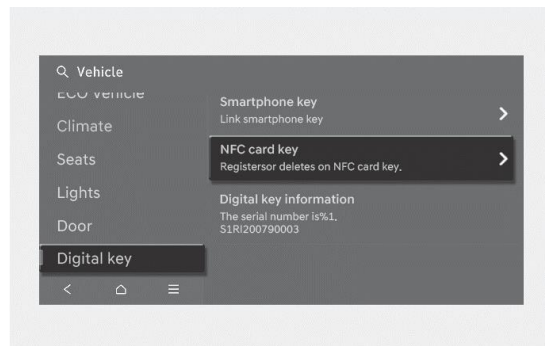 Vehicle
ECO Vehicle
Climate
Seats
Lights
Door
Digital key
Smartphone key
Link smartphone key
NFC card key
Registersor deletes on NFC card key.
Digital key information
The serial number is%1.
S1RI200790003